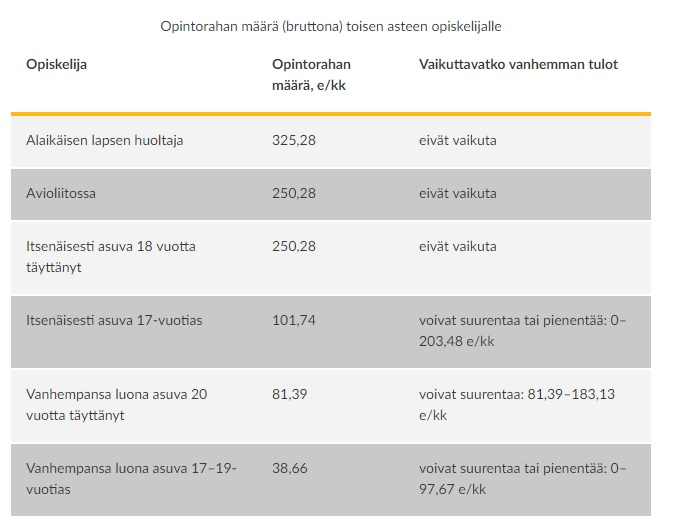 Opintorahan määrä (bruttona) toisen asteen opiskelijalle
Opiskelija Opintorahan Vaikuttavatko vanhemman tulot
määrä, e/kk
Alaikäisen lapsen huoltaja 325,28 eivät vaikuta
Avioliitossa 250,28 eivät vaikuta
Itsenäisesti asuva 18 vuotta 250,28 eivät vaikuta
täyttänyt
Itsenäisesti asuva 17-vuotias 101,74 voivat suurentaa tai pienentää: 0–
203,48 e/kk
Vanhempansa luona asuva 20 81,39 voivat suurentaa: 81,39–183,13
vuotta täyttänyt e/kk
Vanhempansa luona asuva 17–19- 38,66 voivat suurentaa tai pienentää: 0–
vuotias 97,67 e/kk